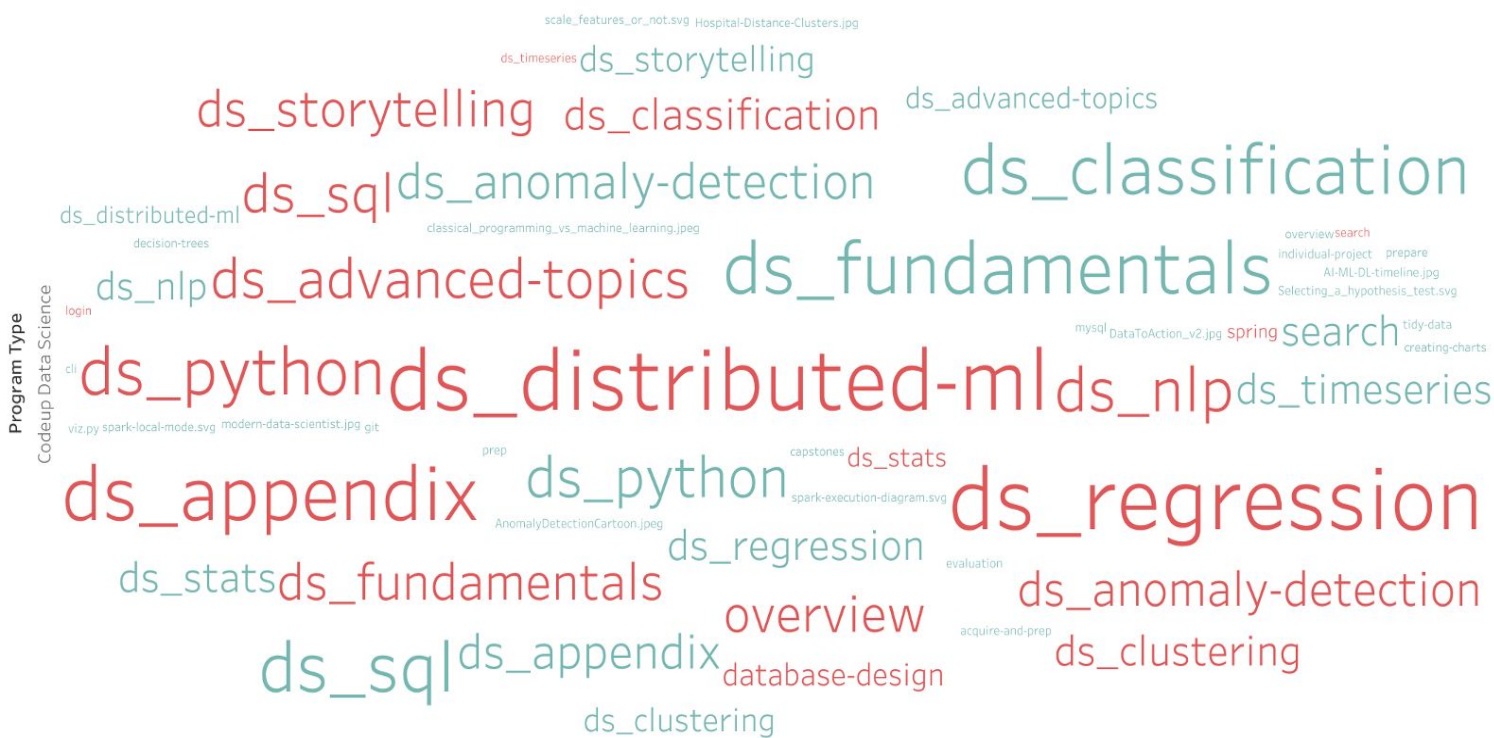 scale_features_or_not.svg Hospital-Distance-Clusters.jpg
ds_timeseries ds_storytelling
ds_storytelling ds_classification ds_advanced-topics
ds_classification
ds_sql ds_anomaly-detection
ds_distributed-ml
classical_programming_vs_machine_learning.jpeg
overview search
decision-trees
individual-project prepare
ds_nlp ds_advanced-topics ds_fundamentals
AI-ML-DL-timeline.jpg
Selecting_a_hypothesis_test.svg
login
mysql DataToAction_v2.jpg spring search tidy-data
creating-charts
Program Type
Codeup Data Science
cli ds_python ds_distributed-ml ds_nlp ds_timeseries
viz.py spark-local-mode.svg modern-data-scientist.jpg git
prep
capstones ds_stats
ds_appendix ds_python spark-execution-diagram.svg ds_regression
AnomalyDetectionCartoon.jpeg
ds_regression
evaluation
ds_stats ds_fundamentals ds_anomaly-detection
overview
acquire-and-prep ds_clustering
ds_sql ds_appendix
database-design
ds_clustering